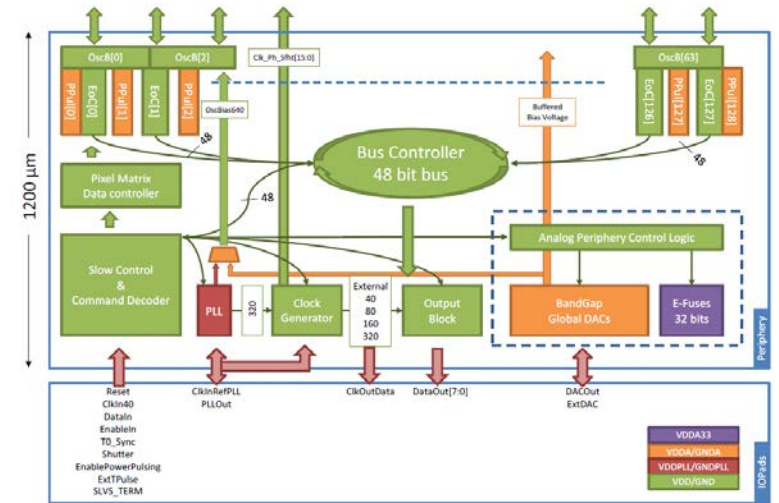 OscB[0]
OscB[2]
Clk_Ph_Sfht[15:0]
OscB[63]
PPul[0]
EoC[0]
PPul[1]
EoC[1]
PPul[2]
OscBias640
Buffered
Bias Voltage
EoC[126]
PPul[127]
EoC[127]
PPul[128]
48
Bus Controller
48 bit bus
48
1200 µm
Pixel Matrix
Data controller
48
Slow Control
&
Command Decoder
Analog Periphery Control Logic
PLL
320
Clock
Generator
External
40
80
160
320
Output
Block
BandGap
Global DACs
E-Fuses
32 bits
Periphery
Reset
ClkIn40
DataIn
EnableIn
T0_Sync
Shutter
EnablePowerPulsing
ExtTPulse
SLVS_TERM
ClkInRefPLL
PLLOut
ClkOutData
DataOut[7:0]
DACOut
ExtDAC
VDDA33
VDDA/GNDA
VDDPLL/GNDPLL
VDD/GND
IOPads